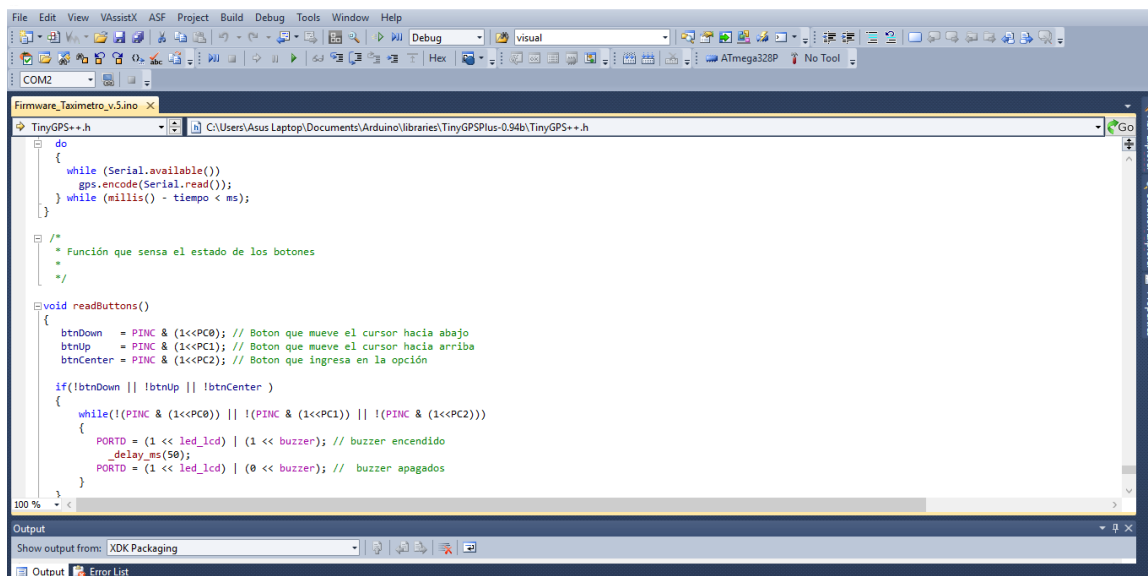 File Edit View VAssistX ASF Project Build Debug Tools Window Help
Debug visual
Hex ATmega328P No Tool
COM2
Firmware_Taximetro_v.5.ino
TinyGPS++.h C:\Users\Asus Laptop\Documents\Arduino\libraries\TinyGPSPlus-0.94b\TinyGPS++.h Go
do
{
while (Serial.available())
gps.encode(Serial.read());
} while (millis() - tiempo < ms);
}
/*
* Función que sensa el estado de los botones
*
*/
void readButtons()
{
btnDown = PINC & (1<<PC0); // Boton que mueve el cursor hacia abajo
btnUp = PINC & (1<<PC1); // Boton que mueve el cursor hacia arriba
btnCenter = PINC & (1<<PC2); // Boton que ingresa en la opción
if(!btnDown || !btnUp || !btnCenter )
{
while(!(PINC & (1<<PC0)) || !(PINC & (1<<PC1)) || !(PINC & (1<<PC2)))
{
PORTD = (1 << led_lcd) | (1 << buzzer); // buzzer encendido
_delay_ms(50);
PORTD = (1 << led_lcd) | (0 << buzzer); // buzzer apagados
}
}
100 %
Output
Show output from: XDK Packaging
Output Error List